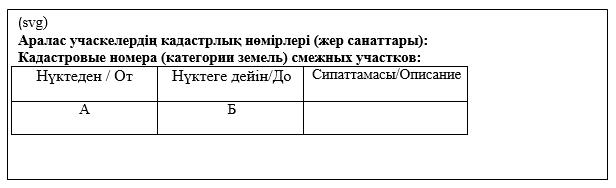 (svg)
Аралас учаскелердің кадастрлық нөмірлері (жер санаттары):
Кадастровые номера (категории земель) смежных участков:
Нүктеден / От Нүктеге дейін/До Сипаттамасы/Описание
А Б